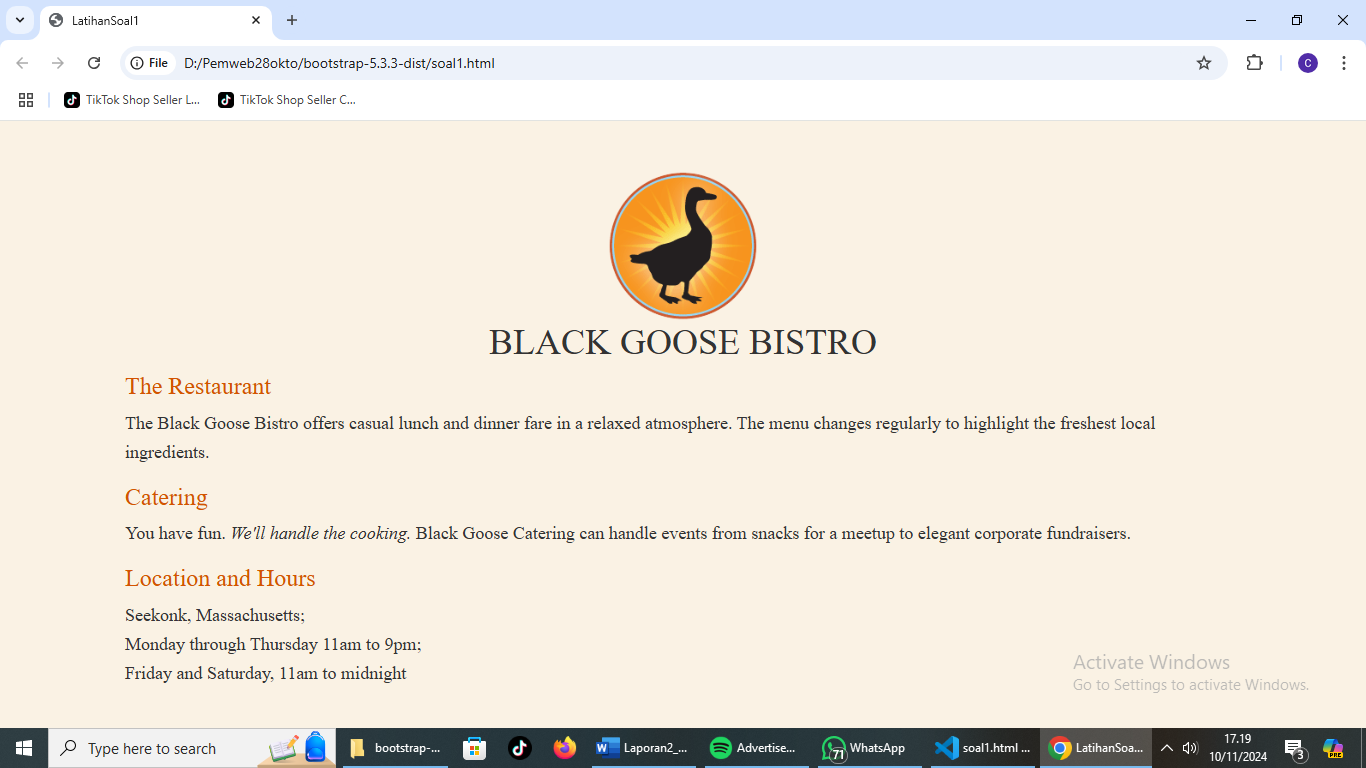 LatibanSoal1
File
D:/Pemweb28okto/bootstrap-5.3.3-dist/soal1.html
C
TikTok Shop Seller L...
TikTok Shop Seller C...
BLACK GOOSE BISTRO
The Restaurant
The Black Goose Bistro offers casual lunch and dinner fare in a relaxed atmosphere. The menu changes regularly to highlight the freshest local
ingredients.
Catering
You have fun. We'll handle the cooking. Black Goose Catering can handle events from snacks for a meetup to elegant corporate fundraisers.
Location and Hours
Seekonk, Massachusetts;
Monday through Thursday 11am to 9pm;
Friday and Saturday, 11am to midnight
Activate Windows
Go to Settings to activate Windows.
Type here to search
bootstrap-...
Laporan2_...
Advertise...
71
WhatsApp
soal1.html ...
LatihanSoa...
17.19
10/11/2024
3
PRE